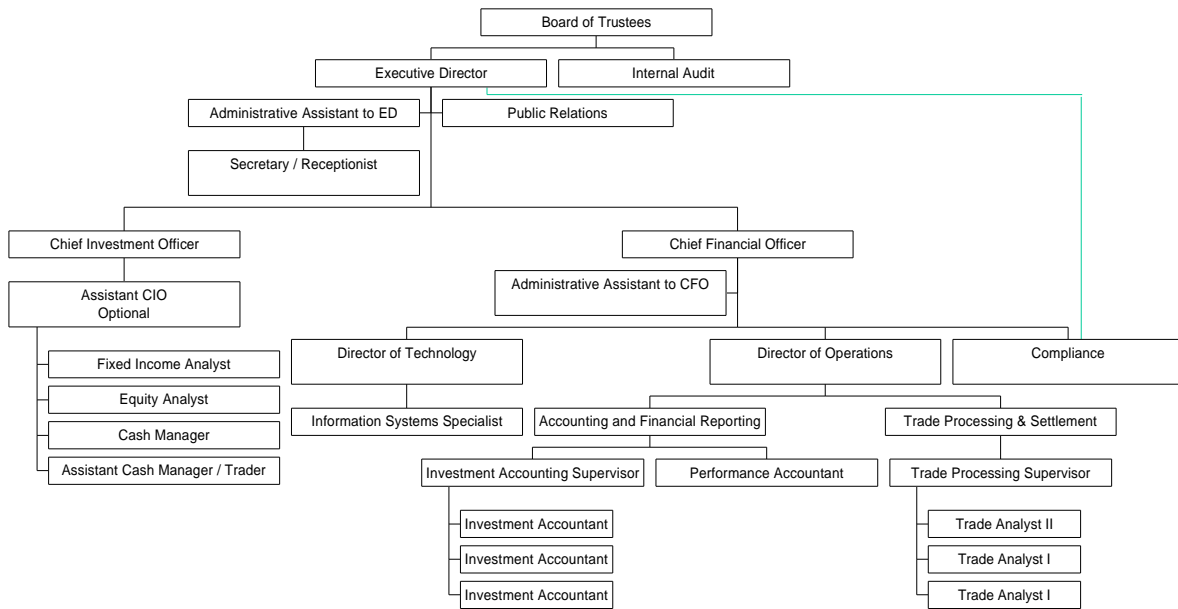 Board of Trustees
Executive Director
Internal Audit
Administrative Assistant to ED
Public Relations
Secretary / Receptionist
Chief Investment Officer
Chief Financial Officer
Assistant CIO
Optional
Administrative Assistant to CFO
Fixed Income Analyst
Equity Analyst
Cash Manager
Assistant Cash Manager / Trader
Director of Technology
Director of Operations
Compliance
Information Systems Specialist
Accounting and Financial Reporting
Trade Processing & Settlement
Investment Accounting Supervisor
Performance Accountant
Trade Processing Supervisor
Investment Accountant
Investment Accountant
Investment Accountant
Trade Analyst II
Trade Analyst I
Trade Analyst I